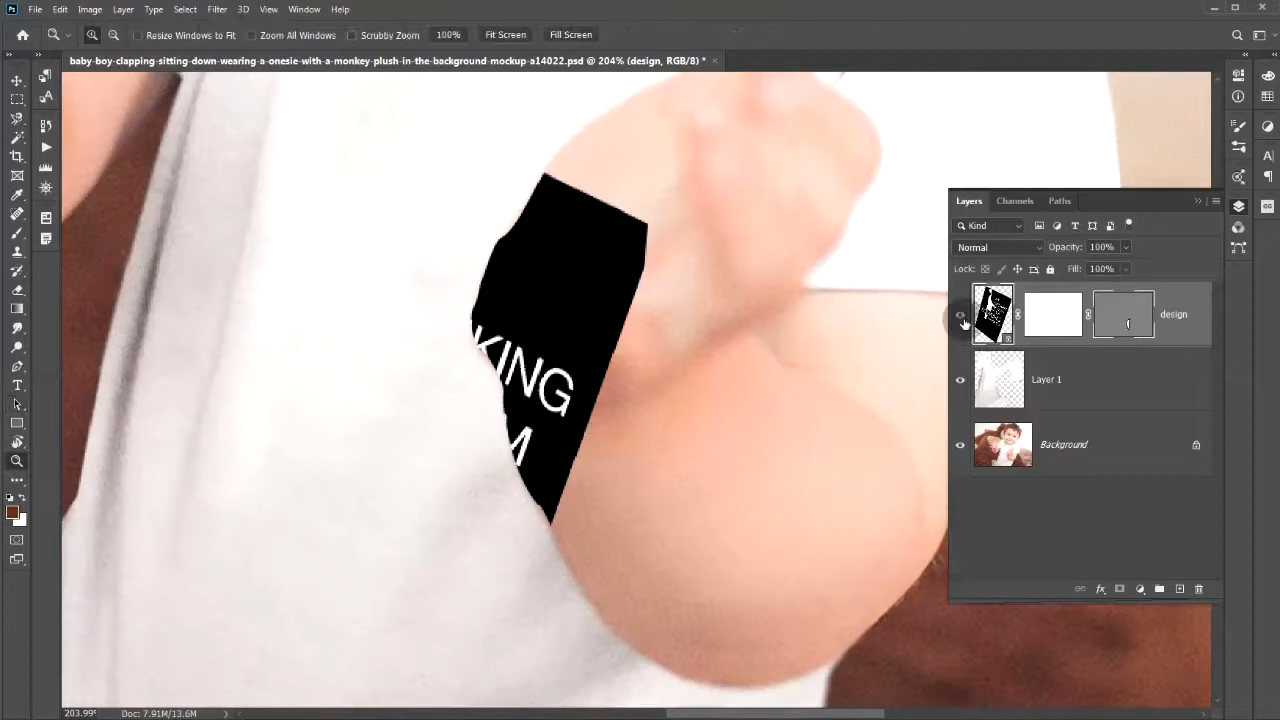 File Edit Image Layer Type Select Filter 3D View Window Help
Resize Windows to Fit Zoom All Windows Scrubby Zoom 100% Fit Screen Fill Screen
baby-boy-clapping-sitting-down-wearing-a-onesie-with-a-monkey-plush-in-the-background-mockup-a14022.psd @ 204% (design, RGB/8) *
KING
M
Layers Channels Paths
Kind
Normal Opacity: 100%
Lock: Fill: 100%
design
Layer 1
Background
203.99% Doc: 7.91M/13.6M